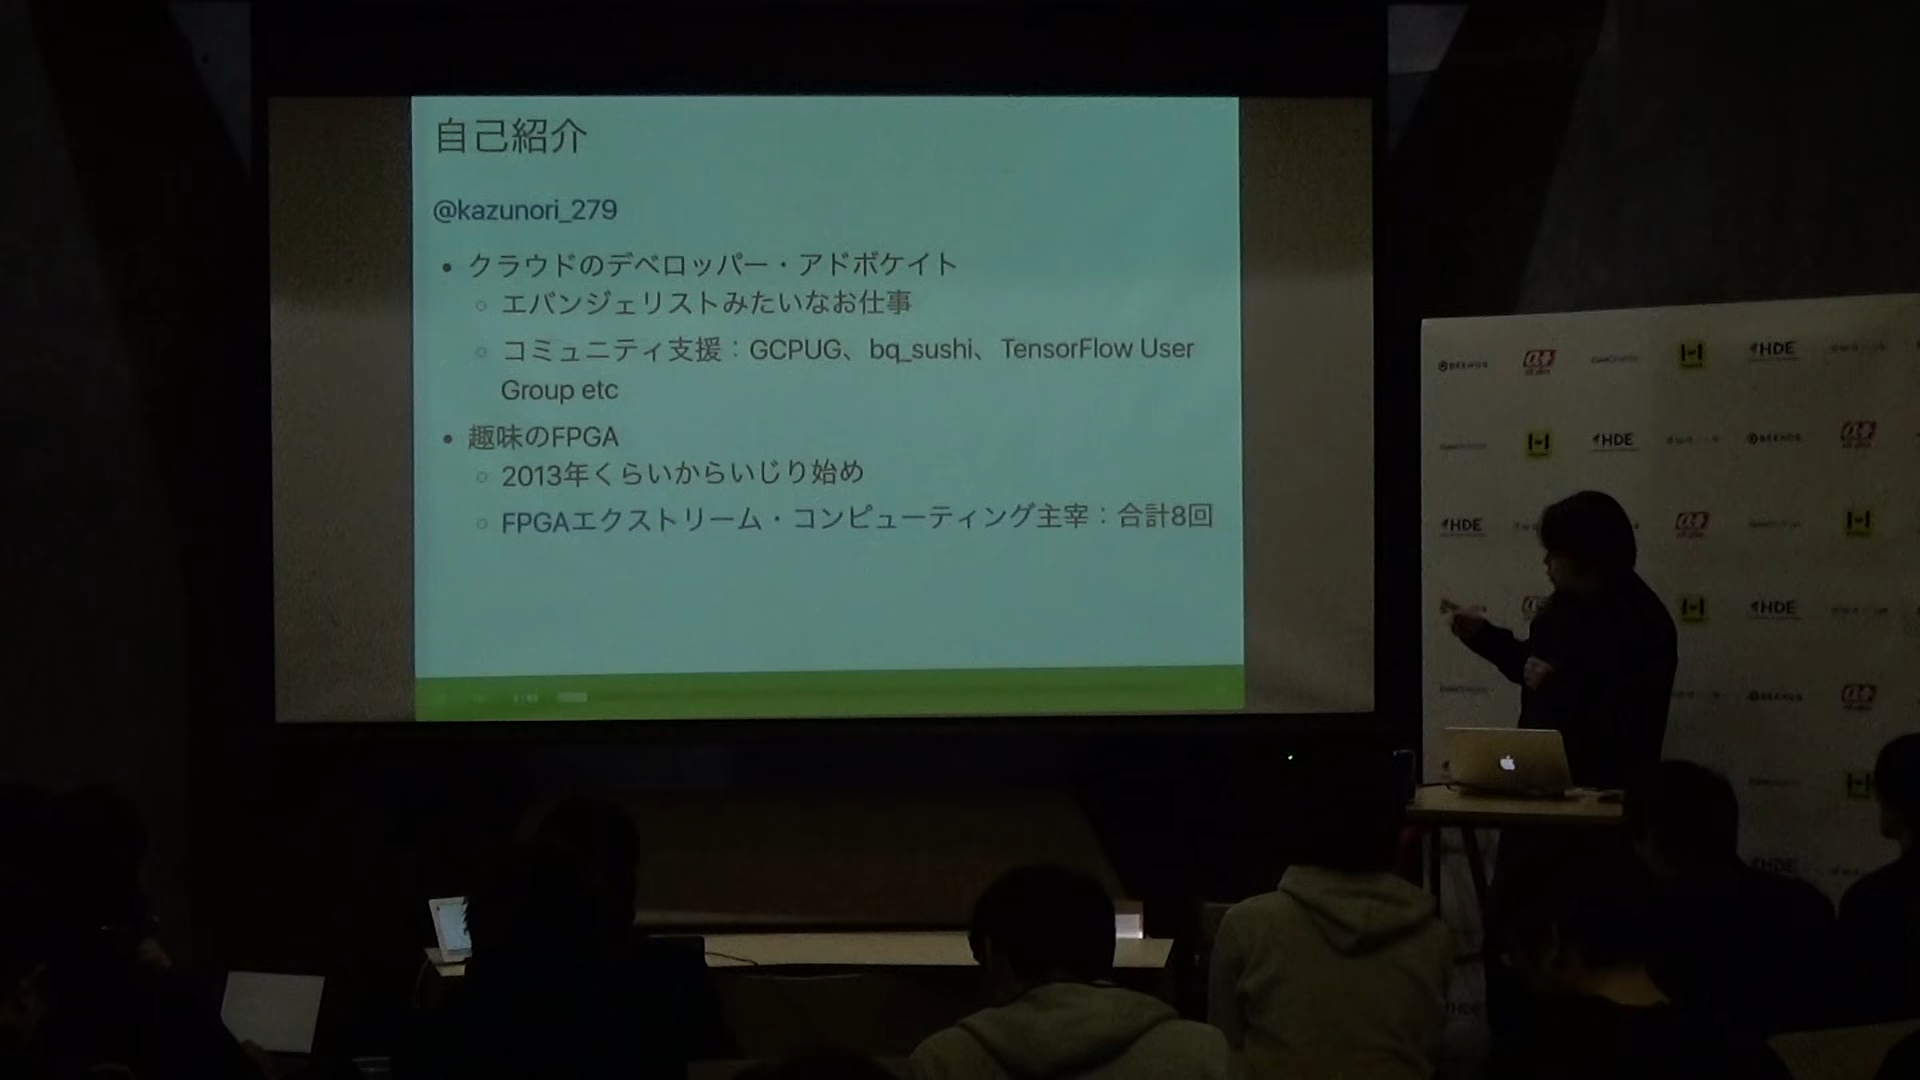 自己紹介
@kazunori_279
• クラウドのデベロッパー・アドボケイト
○ エバンジェリストみたいなお仕事
○ コミュニティ支援：GCPUG、bq_sushi、TensorFlow User
Group etc
• 趣味のFPGA
○ 2013年くらいからいじり始め
○ FPGAエクストリーム・コンピューティング主宰：合計8回
BEENOS
HDE
HDE
BEENOS
HDE
HDE
BEENOS
HDE
HDE